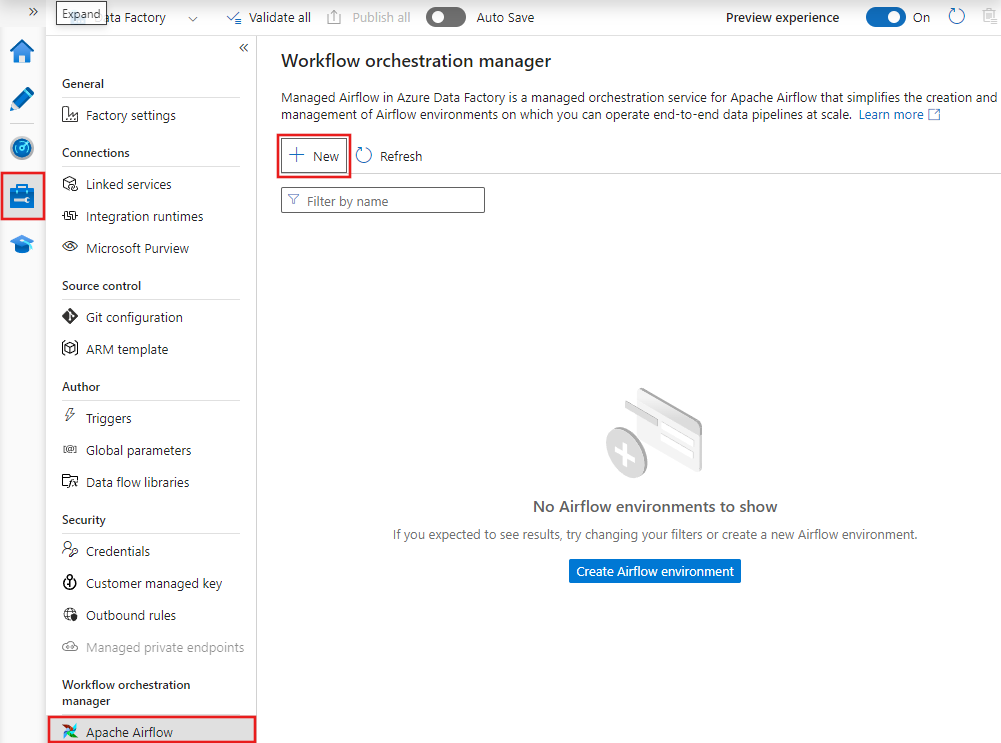 Expand
ata Factory
Validate all
Publish all
Auto Save
Preview experience
On
General
Factory settings
Connections
Linked services
Integration runtimes
Microsoft Purview
Source control
Git configuration
ARM template
Author
Triggers
Global parameters
Data flow libraries
Security
Credentials
Customer managed key
Outbound rules
Managed private endpoints
Workflow orchestration
manager
Apache Airflow
Workflow orchestration manager
Managed Airflow in Azure Data Factory is a managed orchestration service for Apache Airflow that simplifies the creation and
management of Airflow environments on which you can operate end-to-end data pipelines at scale. Learn more
New
Refresh
Filter by name
No Airflow environments to show
If you expected to see results, try changing your filters or create a new Airflow environment.
Create Airflow environment